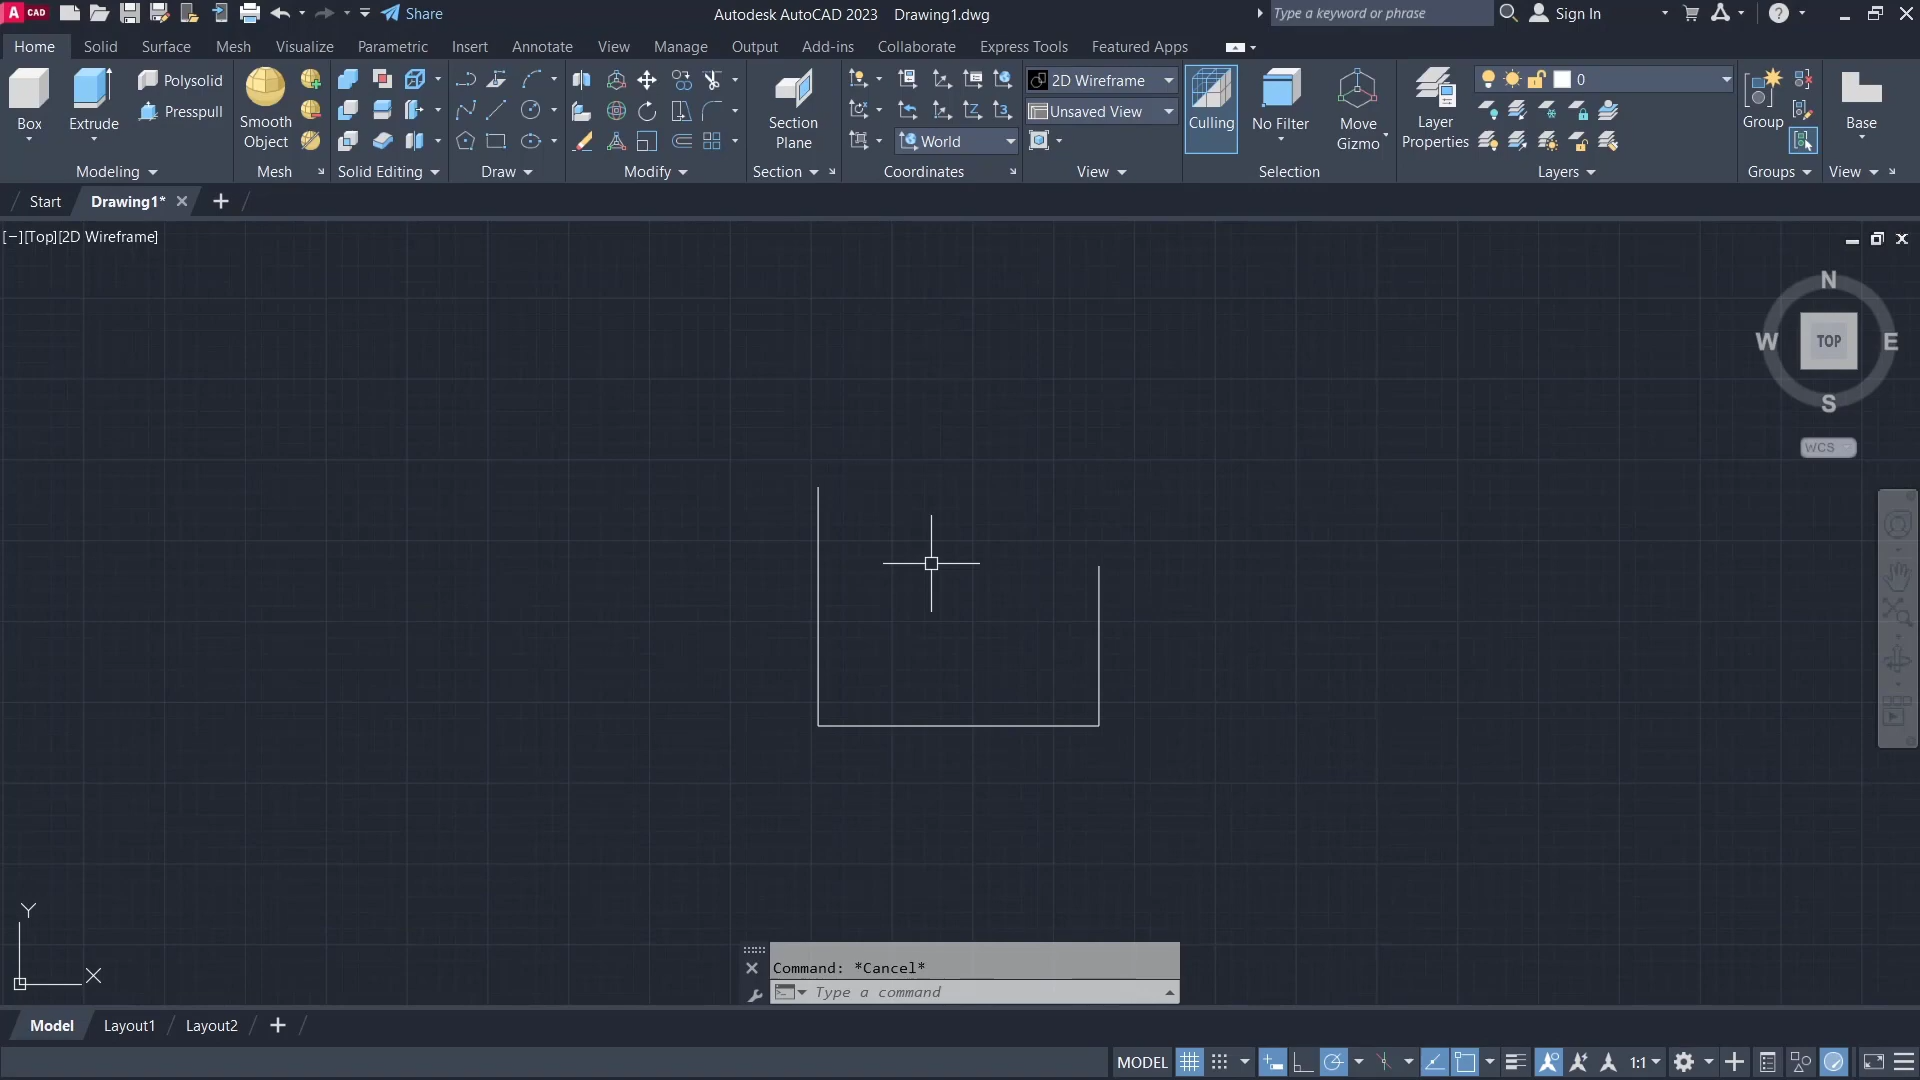 A CAD
Share
Autodesk AutoCAD 2023 Drawing1.dwg
Type a keyword or phrase
Sign In
?
Home Solid Surface Mesh Visualize Parametric Insert Annotate View Manage Output Add-ins Collaborate Express Tools Featured Apps
Box
Extrude
Polysolid
Presspull
Smooth
Object
Section
Plane
World
2D Wireframe
Unsaved View
Culling
No Filter
Move
Gizmo
Layer
Properties
0
Group
Base
Modeling
Mesh
Solid Editing
Draw
Modify
Section
Coordinates
View
Selection
Layers
Groups
View
Start
Drawing1*
[−][Top][2D Wireframe]
N
W
TOP
E
S
WCS
Y
X
Command: *Cancel*
Type a command
Model
Layout1
Layout2
MODEL
1:1